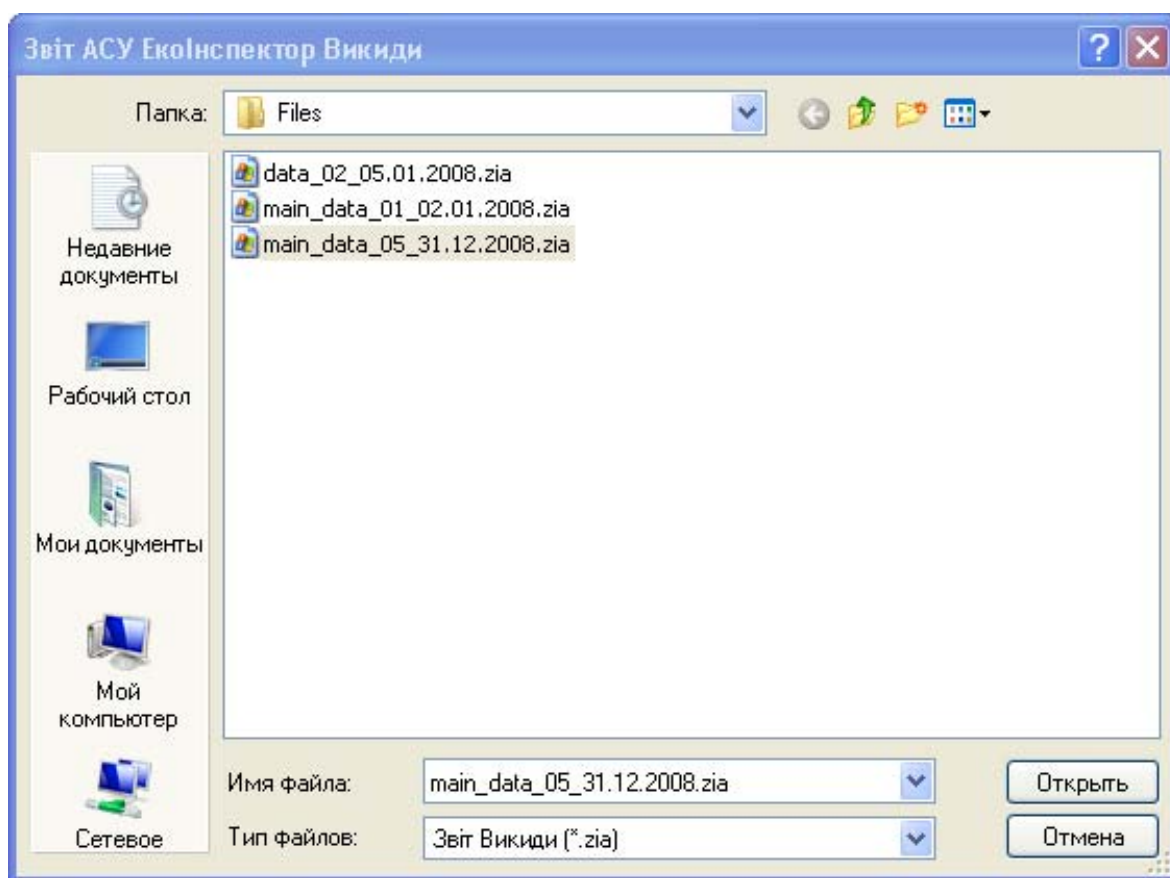 Звіт АСУ ЕкоІнспектор Викиди
Папка: Files
data_02_05.01.2008.zia
main_data_01_02.01.2008.zia
main_data_05_31.12.2008.zia
Недавние
документы
Рабочий стол
Мои документы
Мой
компьютер
Сетевое
Имя файла: main_data_05_31.12.2008.zia Открыть
Тип файлов: Звіт Викиди (*.zia) Отмена